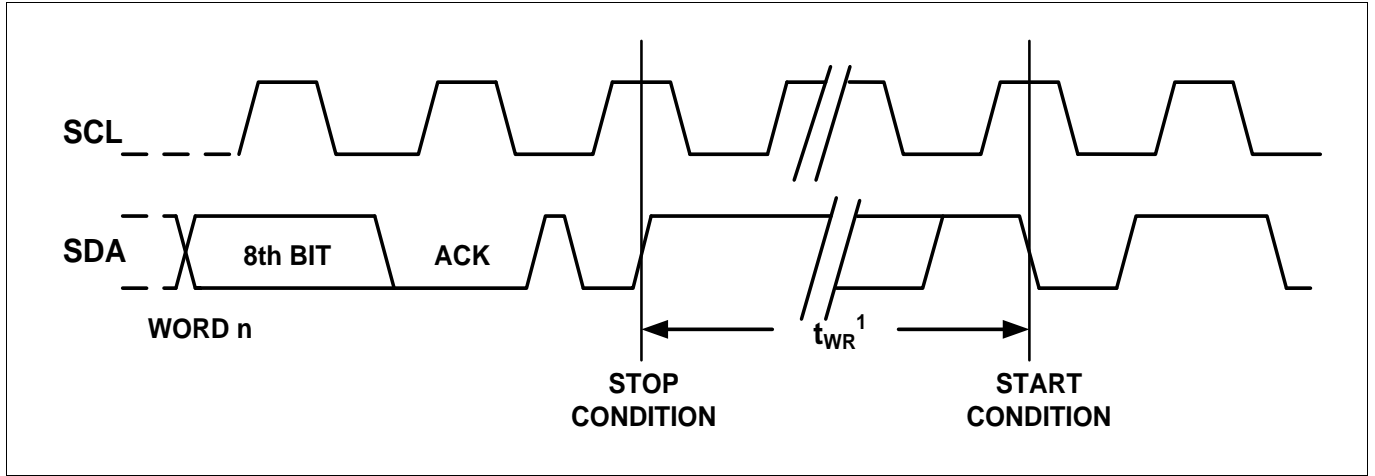 SCL
SDA
8th BIT
ACK
WORD n
tWR1
STOP
CONDITION
START
CONDITION